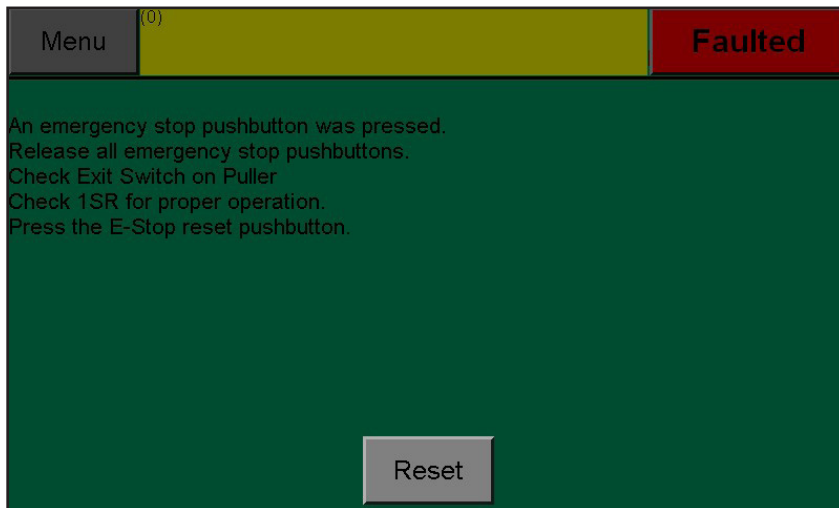 Menu
(0)
Faulted
An emergency stop pushbutton was pressed.
Release all emergency stop pushbuttons.
Check Exit Switch on Puller
Check 1SR for proper operation.
Press the E-Stop reset pushbutton.
Reset